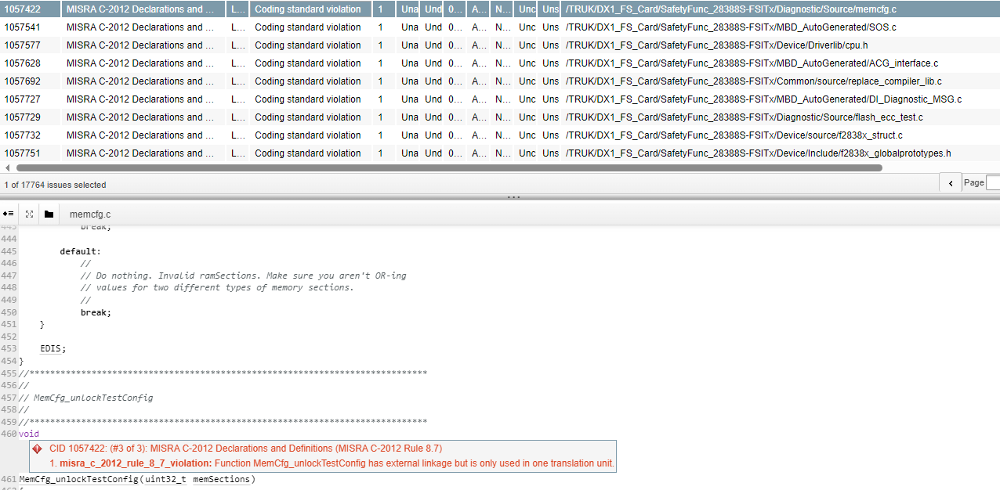 1057422 MISRA C-2012 Declarations and ... L... Coding standard violation 1 Una Und 0... A... N... Unc Uns /TRUK/DX1_FS_Card/SafetyFunc_28388S-FSITx/Diagnostic/Source/memcfg.c
1057541 MISRA C-2012 Declarations and ... L... Coding standard violation 1 Una Und 0... A... N... Unc Uns /TRUK/DX1_FS_Card/SafetyFunc_28388S-FSITx/MBD_AutoGenerated/SOS.c
1057577 MISRA C-2012 Declarations and ... L... Coding standard violation 1 Una Und 0... A... N... Unc Uns /TRUK/DX1_FS_Card/SafetyFunc_28388S-FSITx/Device/Driverlib/cpu.h
1057628 MISRA C-2012 Declarations and ... L... Coding standard violation 1 Una Und 0... A... N... Unc Uns /TRUK/DX1_FS_Card/SafetyFunc_28388S-FSITx/MBD_AutoGenerated/ACG_interface.c
1057692 MISRA C-2012 Declarations and ... L... Coding standard violation 1 Una Und 0... A... N... Unc Uns /TRUK/DX1_FS_Card/SafetyFunc_28388S-FSITx/Common/source/replace_compiler_lib.c
1057727 MISRA C-2012 Declarations and ... L... Coding standard violation 1 Una Und 0... A... N... Unc Uns /TRUK/DX1_FS_Card/SafetyFunc_28388S-FSITx/MBD_AutoGenerated/DI_Diagnostic_MSG.c
1057729 MISRA C-2012 Declarations and ... L... Coding standard violation 1 Una Und 0... A... N... Unc Uns /TRUK/DX1_FS_Card/SafetyFunc_28388S-FSITx/Diagnostic/Source/flash_ecc_test.c
1057732 MISRA C-2012 Declarations and ... L... Coding standard violation 1 Una Und 0... A... N... Unc Uns /TRUK/DX1_FS_Card/SafetyFunc_28388S-FSITx/Device/source/f2838x_struct.c
1057751 MISRA C-2012 Declarations and ... L... Coding standard violation 1 Una Und 0... A... N... Unc Uns /TRUK/DX1_FS_Card/SafetyFunc_28388S-FSITx/Device/Include/f2838x_globalprototypes.h
1 of 17764 issues selected Page
memcfg.c
443 break;
444
445 default:
446 //
447 // Do nothing. Invalid ramSections. Make sure you aren't OR-ing
448 // values for two different types of memory sections.
449 //
450 break;
451 }
452
453 EDIS;
454 }
455 //*****************************************************************************
456 //
457 // MemCfg_unlockTestConfig
458 //
459 //*****************************************************************************
460 void
CID 1057422: (#3 of 3): MISRA C-2012 Declarations and Definitions (MISRA C-2012 Rule 8.7)
1. misra_c_2012_rule_8_7_violation: Function MemCfg_unlockTestConfig has external linkage but is only used in one translation unit.
461 MemCfg_unlockTestConfig(uint32_t memSections)